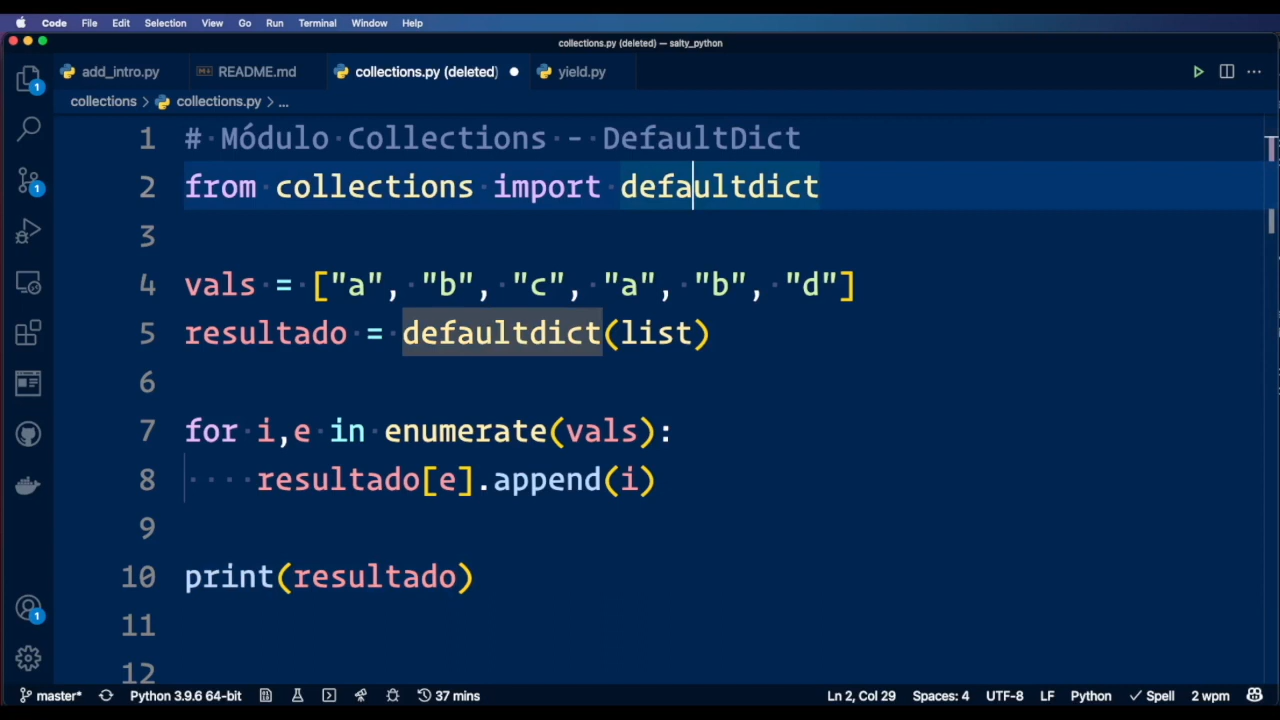 Code File Edit Selection View Go Run Terminal Window Help
collections.py (deleted) — salty_python
add_intro.py README.md collections.py (deleted) yield.py
collections > collections.py > ...
1 # Módulo Collections - DefaultDict
2 from collections import defaultdict
3
4 vals = ["a", "b", "c", "a", "b", "d"]
5 resultado = defaultdict(list)
6
7 for i,e in enumerate(vals):
8 resultado[e].append(i)
9
10 print(resultado)
11
12
1
1
1
master* Python 3.9.6 64-bit 37 mins Ln 2, Col 29 Spaces: 4 UTF-8 LF Python Spell 2 wpm